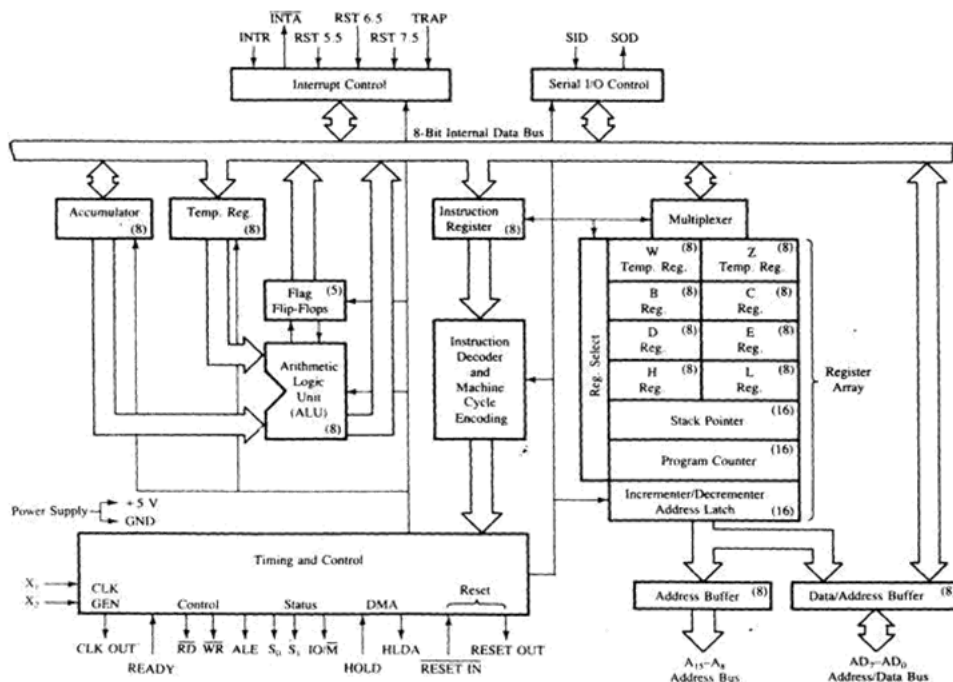 INTA
RST 6.5
TRAP
INTR
RST 5.5
RST 7.5
SID
SOD
Interrupt Control
Serial I/O Control
8-Bit Internal Data Bus
Accumulator
(8)
Temp. Reg.
(8)
Instruction
Register
(8)
Multiplexer
Flag
Flip-Flops
(5)
Arithmetic
Logic
Unit
(ALU)
(8)
Instruction
Decoder
and
Machine
Cycle
Encoding
Reg. Select
W (8)
Temp. Reg.
Z (8)
Temp. Reg.
B (8)
Reg.
C (8)
Reg.
D (8)
Reg.
E (8)
Reg.
H (8)
Reg.
L (8)
Reg.
Stack Pointer (16)
Program Counter (16)
Incrementer/Decrementer
Address Latch (16)
Register
Array
Power Supply
+5 V
GND
Timing and Control
X₁
X₂
CLK
GEN
Control
Status
DMA
Reset
CLK OUT
READY
RD
WR
ALE
S₀
S₁
IO/M
HOLD
HLDA
RESET IN
RESET OUT
Address Buffer (8)
Data/Address Buffer (8)
A₁₅–A₈
Address Bus
AD₇–AD₀
Address/Data Bus